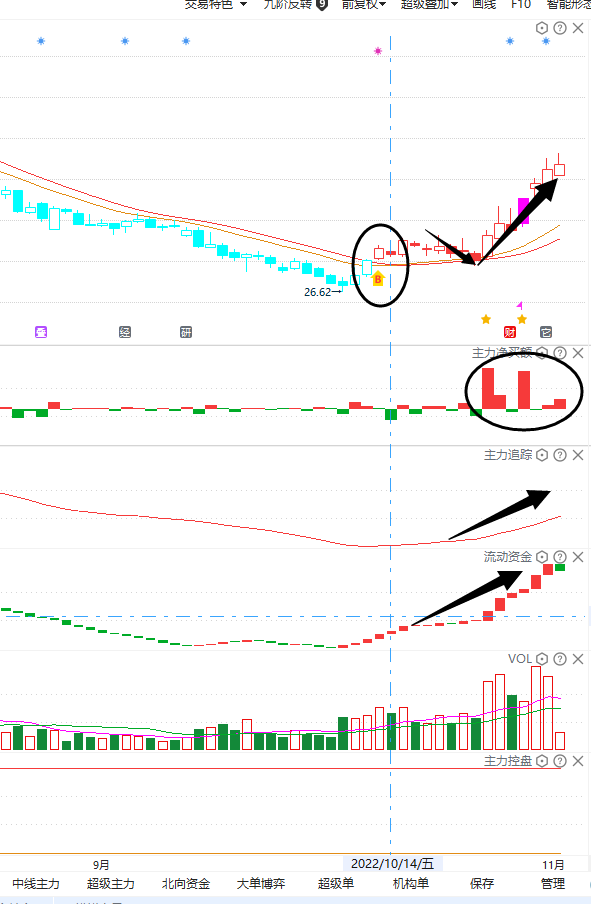 交易特色 九阶反转 9 前复权 超级叠加 画线 F10 智能形态
B
26.62
经 研 财 它
主力净买额
主力追踪
流动资金
VOL
主力控盘
9月 2022/10/14/五 11月
中线主力 超级主力 北向资金 大单博弈 超级单 机构单 保存 管理